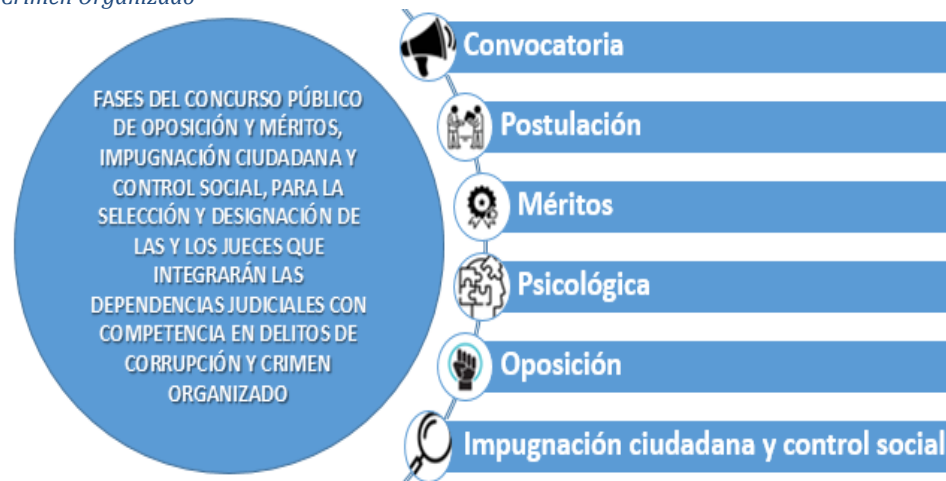 Crimen Organizado
FASES DEL CONCURSO PÚBLICO
DE OPOSICIÓN Y MÉRITOS,
IMPUGNACIÓN CIUDADANA Y
CONTROL SOCIAL, PARA LA
SELECCIÓN Y DESIGNACIÓN DE
LAS Y LOS JUECES QUE
INTEGRARÁN LAS
DEPENDENCIAS JUDICIALES CON
COMPETENCIA EN DELITOS DE
CORRUPCIÓN Y CRIMEN
ORGANIZADO
Convocatoria
Postulación
Méritos
Psicológica
Oposición
Impugnación ciudadana y control social